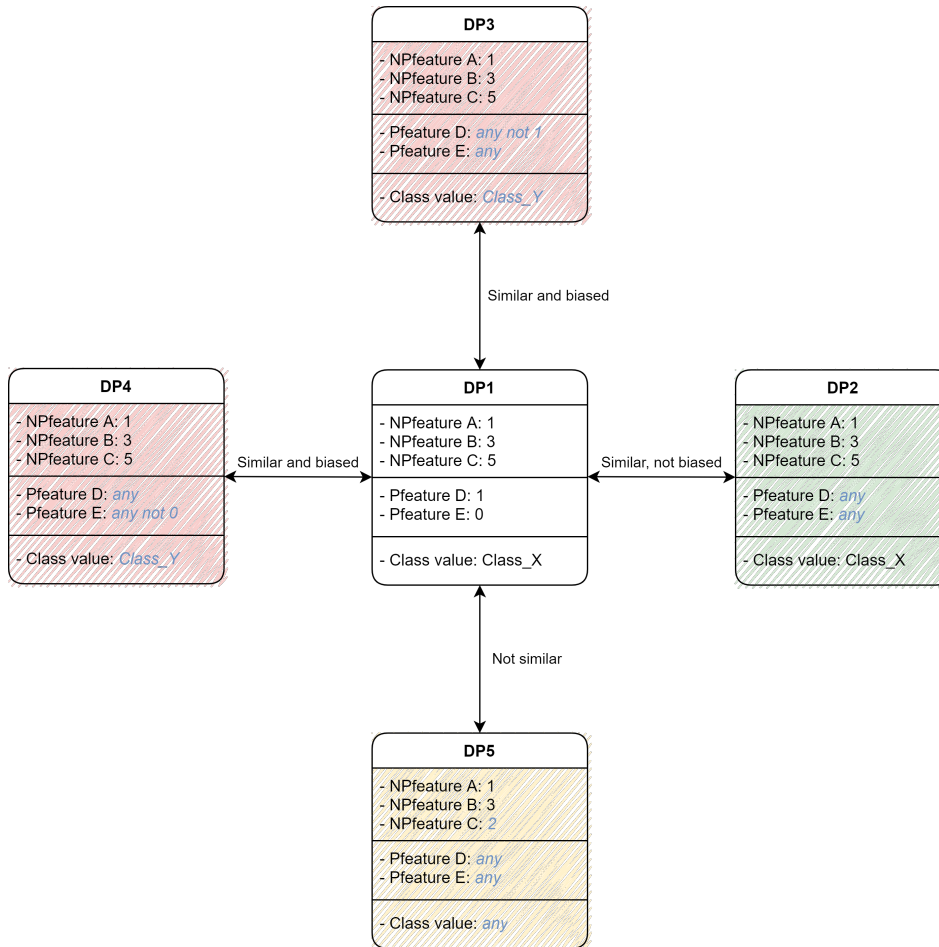 DP3
- NPfeature A: 1
- NPfeature B: 3
- NPfeature C: 5
- Pfeature D: any not 1
- Pfeature E: any
- Class value: Class_Y
Similar and biased
DP4
- NPfeature A: 1
- NPfeature B: 3
- NPfeature C: 5
- Pfeature D: any
- Pfeature E: any not 0
- Class value: Class_Y
Similar and biased
DP1
- NPfeature A: 1
- NPfeature B: 3
- NPfeature C: 5
- Pfeature D: 1
- Pfeature E: 0
- Class value: Class_X
Similar, not biased
DP2
- NPfeature A: 1
- NPfeature B: 3
- NPfeature C: 5
- Pfeature D: any
- Pfeature E: any
- Class value: Class_X
Not similar
DP5
- NPfeature A: 1
- NPfeature B: 3
- NPfeature C: 2
- Pfeature D: any
- Pfeature E: any
- Class value: any